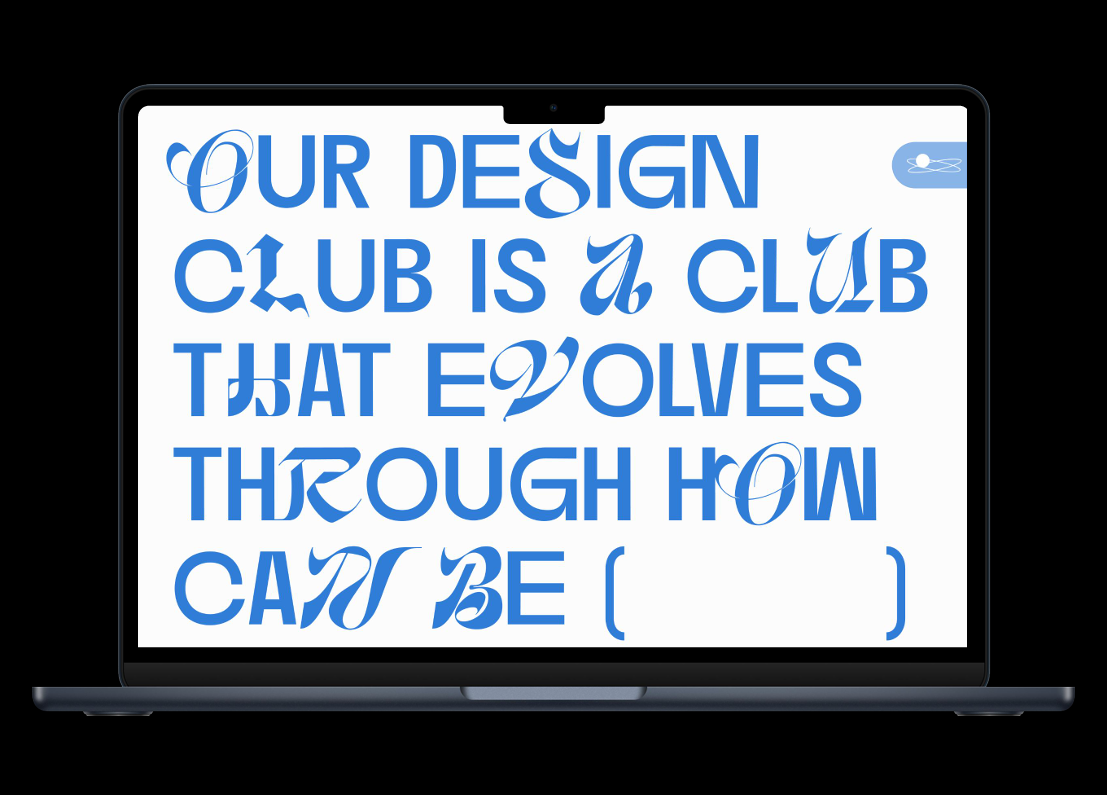 OUR DESIGN
CLUB IS A CLUB
THAT EVOLVES
THROUGH HOW
CAN BE (        )